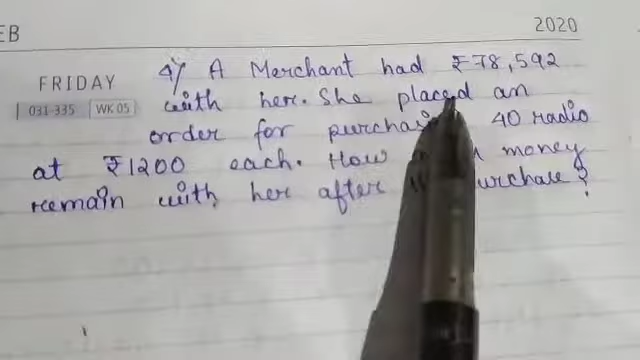 EB
2020
FRIDAY
031-335 WK 05
4% A Merchant had ₹78,592
with her. She placed an
order for purchasi 40 radio
at ₹1200 each. How money
remain with her after urchase?